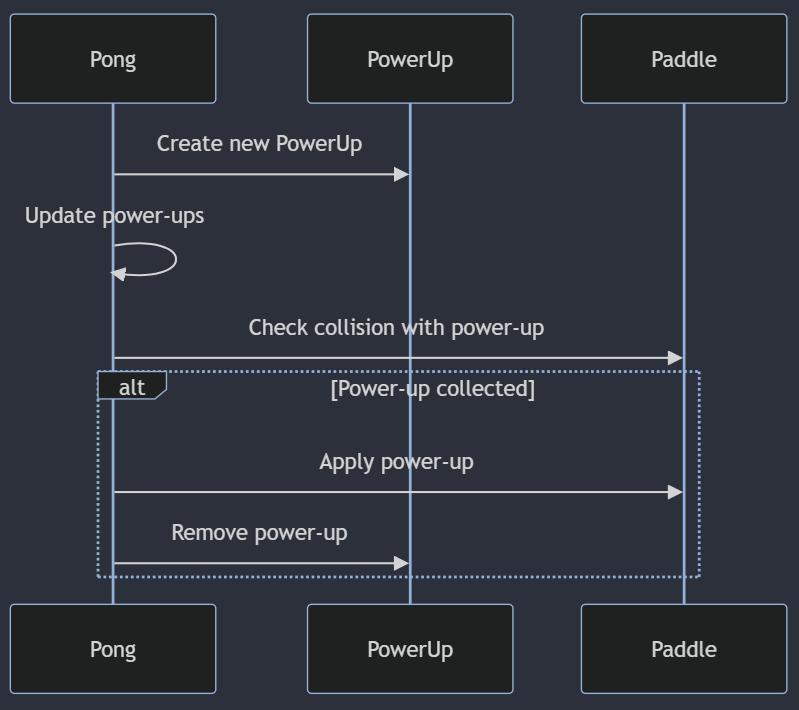 Pong
PowerUp
Paddle
Create new PowerUp
Update power-ups
Check collision with power-up
alt
[Power-up collected]
Apply power-up
Remove power-up
Pong
PowerUp
Paddle